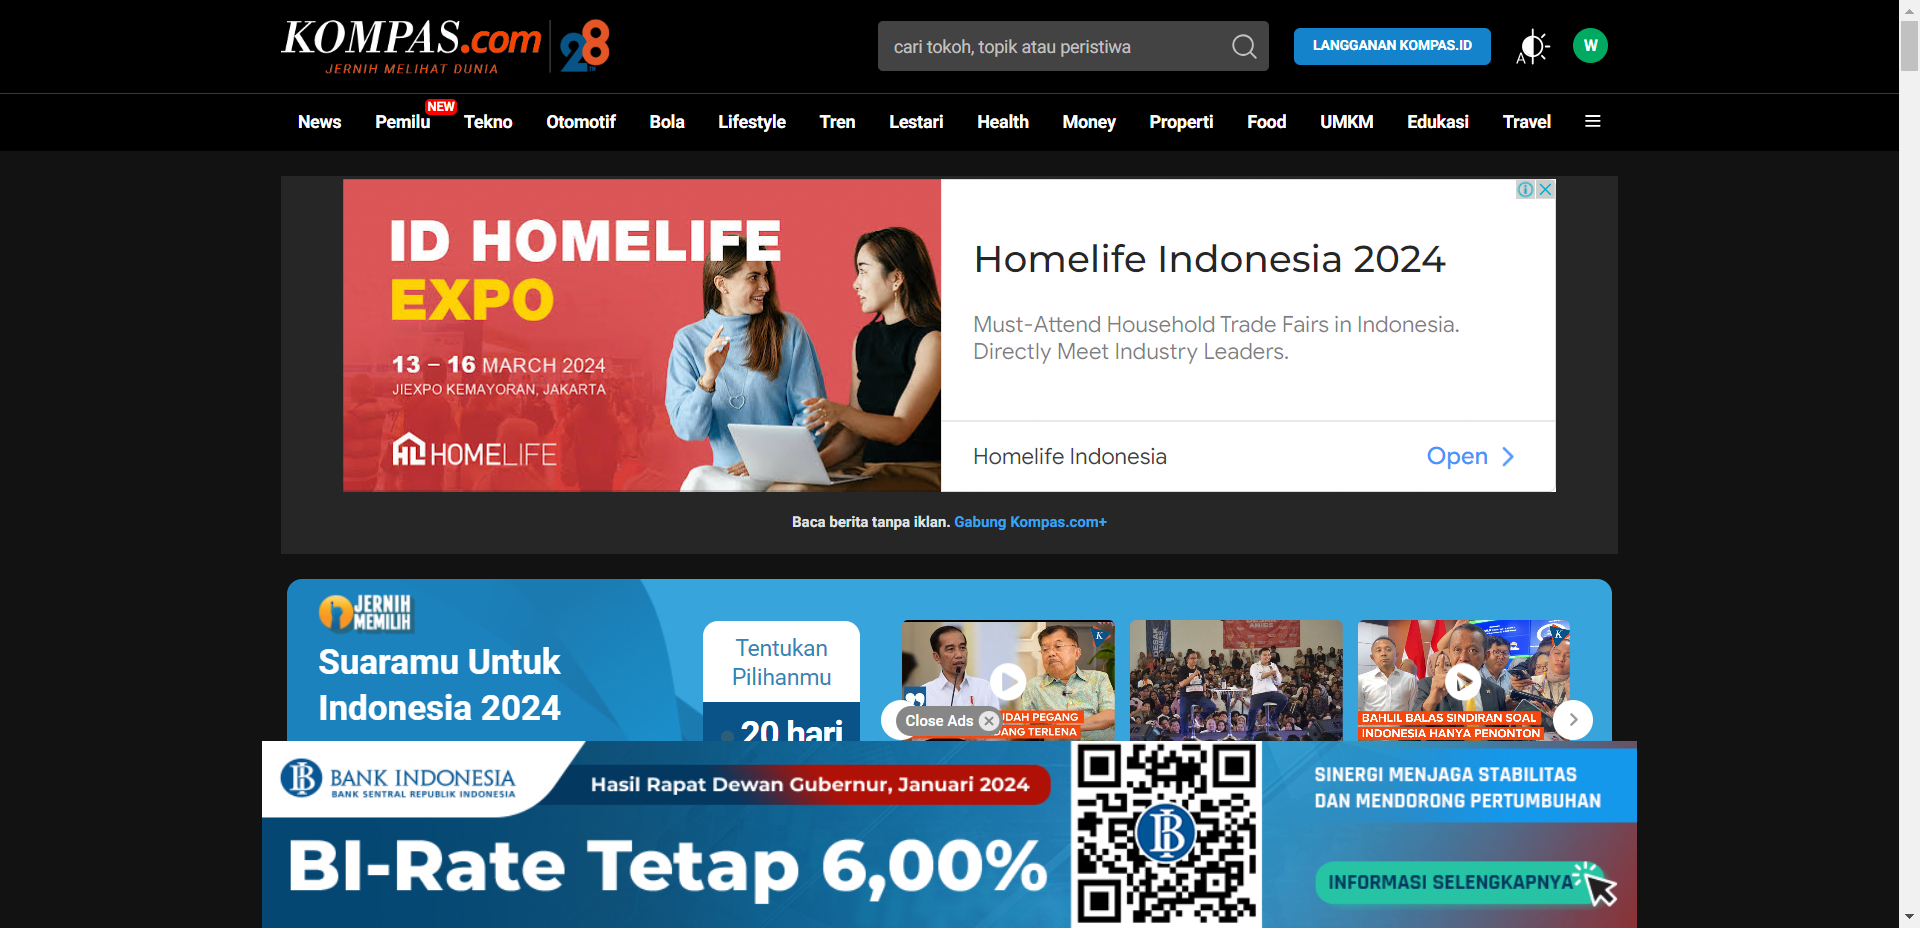 KOMPAS.com
JERNIH MELIHAT DUNIA
28
cari tokoh, topik atau peristiwa
LANGGANAN KOMPAS.ID
A
W
News
Pemilu
NEW
Tekno
Otomotif
Bola
Lifestyle
Tren
Lestari
Health
Money
Properti
Food
UMKM
Edukasi
Travel
ID HOMELIFE
EXPO
13 – 16 MARCH 2024
JIEXPO KEMAYORAN, JAKARTA
HOMELIFE
Homelife Indonesia 2024
Must-Attend Household Trade Fairs in Indonesia.
Directly Meet Industry Leaders.
Homelife Indonesia
Open
Baca berita tanpa iklan. Gabung Kompas.com+
JERNIH
MEMILIH
Suaramu Untuk
Indonesia 2024
Tentukan
Pilihanmu
20 hari
K
UDAH PEGANG
DANG TERLENA
Close Ads
K
BAHLIL BALAS SINDIRAN SOAL
INDONESIA HANYA PENONTON
BANK INDONESIA
BANK SENTRAL REPUBLIK INDONESIA
Hasil Rapat Dewan Gubernur, Januari 2024
BI-Rate Tetap 6,00%
SINERGI MENJAGA STABILITAS
DAN MENDORONG PERTUMBUHAN
INFORMASI SELENGKAPNYA